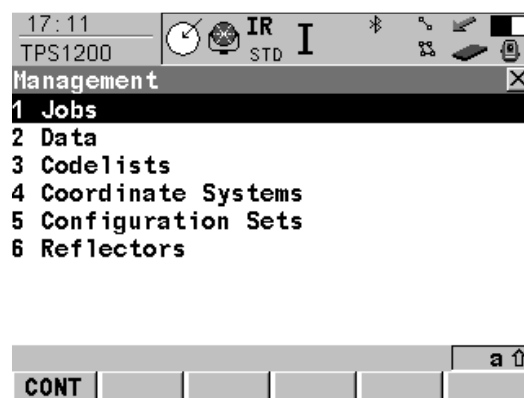 17:11
TPS1200
IR
STD
I
Management
1 Jobs
2 Data
3 Codelists
4 Coordinate Systems
5 Configuration Sets
6 Reflectors
a
CONT